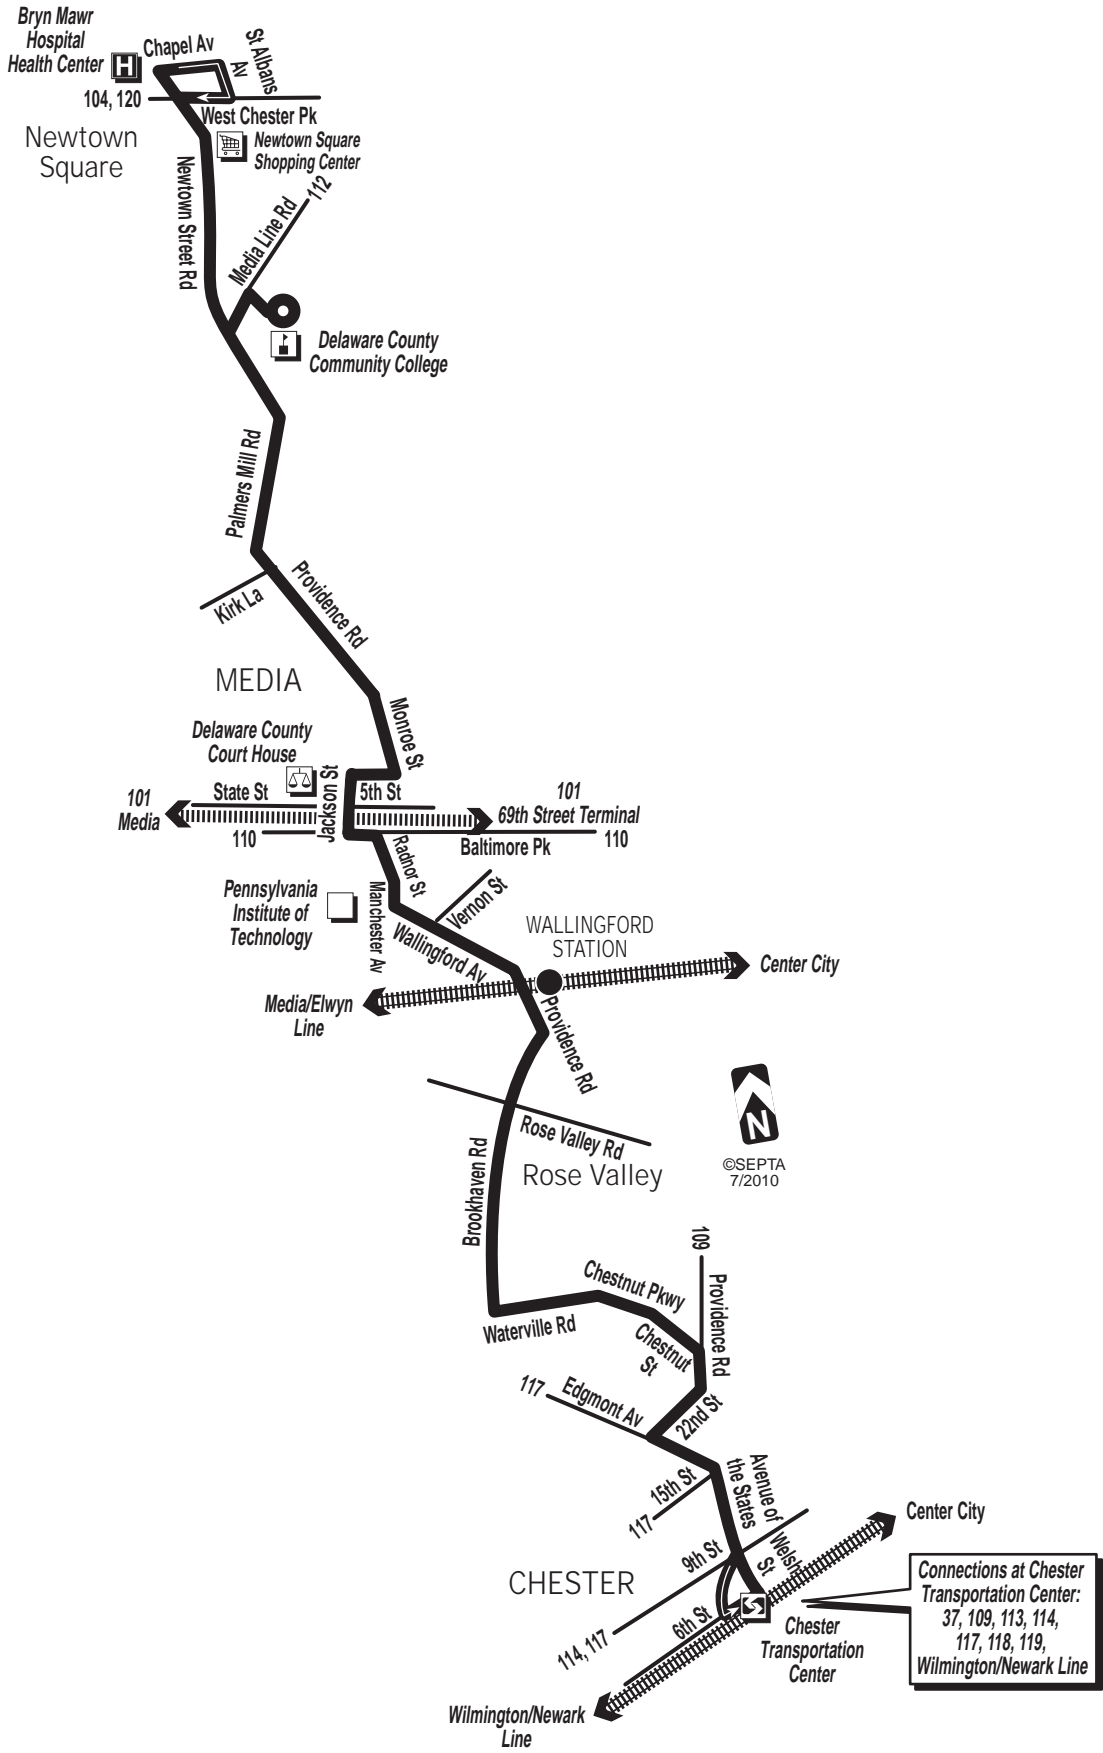 Bryn Mawr
Hospital
Health Center
H
Chapel Av
St Albans
Av
104, 120
West Chester Pk
Newtown
Square
Newtown Square
Shopping Center
Newtown Street Rd
Media Line Rd
112
Delaware County
Community College
Palmers Mill Rd
Kirk La
Providence Rd
MEDIA
Monroe St
Delaware County
Court House
Jackson St
State St
5th St
101
Media
101
69th Street Terminal
110
Baltimore Pk
110
Radnor St
Pennsylvania
Institute of
Technology
Manchester Av
Vernon St
Wallingford Av
WALLINGFORD
STATION
Center City
Media/Elwyn
Line
Providence Rd
N
©SEPTA
7/2010
Rose Valley Rd
Rose Valley
Brookhaven Rd
109
Providence Rd
Chestnut Pkwy
Waterville Rd
Chestnut
St
117
Edgmont Av
22nd St
Avenue of
the States
15th St
117
9th St
Welsh
St
Center City
CHESTER
6th St
114, 117
Chester
Transportation
Center
Connections at Chester
Transportation Center:
37, 109, 113, 114,
117, 118, 119,
Wilmington/Newark Line
Wilmington/Newark
Line